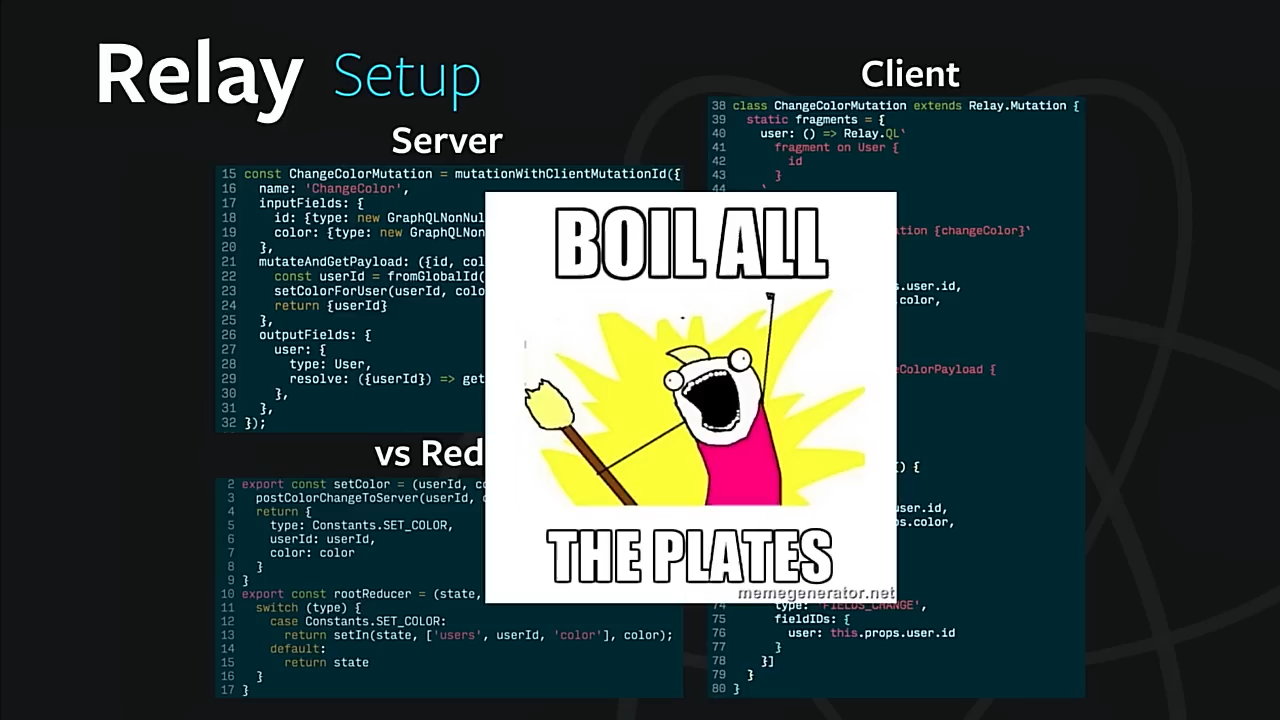 Relay Setup
Server
15 const ChangeColorMutation = mutationWithClientMutationId({
16 name: 'ChangeColor',
17 inputFields: {
18 id: {type: new GraphQLNonNul
19 color: {type: new GraphQLNon
20 },
21 mutateAndGetPayload: ({id, col
22 const userId = fromGlobalId(
23 setColorForUser(userId, colo
24 return {userId}
25 },
26 outputFields: {
27 user: {
28 type: User,
29 resolve: ({userId}) => get
30 },
31 },
32 });
vs Red
2 export const setColor = (userId, co
3 postColorChangeToServer(userId, c
4 return {
5 type: Constants.SET_COLOR,
6 userId: userId,
7 color: color
8 }
9 }
10 export const rootReducer = (state,
11 switch (type) {
12 case Constants.SET_COLOR:
13 return setIn(state, ['users', userId, 'color'], color);
14 default:
15 return state
16 }
17 }
Client
38 class ChangeColorMutation extends Relay.Mutation {
39 static fragments = {
40 user: () => Relay.QL`
41 fragment on User {
42 id
43 }
44 `
ation {changeColor}`
s.user.id,
.color,
eColorPayload {
() {
us.user.id,
ps.color,
74 type: 'FIELDS_CHANGE',
75 fieldIDs: {
76 user: this.props.user.id
77 }
78 }]
79 }
80 }
BOIL ALL
THE PLATES
memegenerator.net